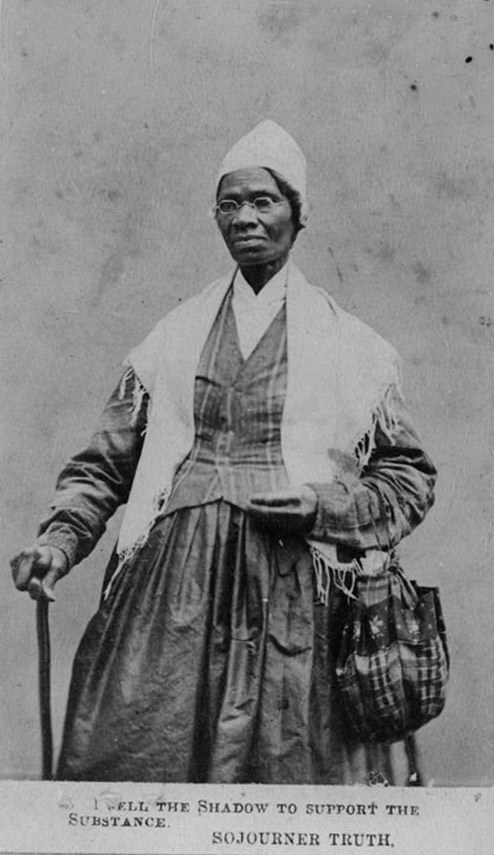 I SELL THE SHADOW TO SUPPORT THE
SUBSTANCE.
SOJOURNER TRUTH.